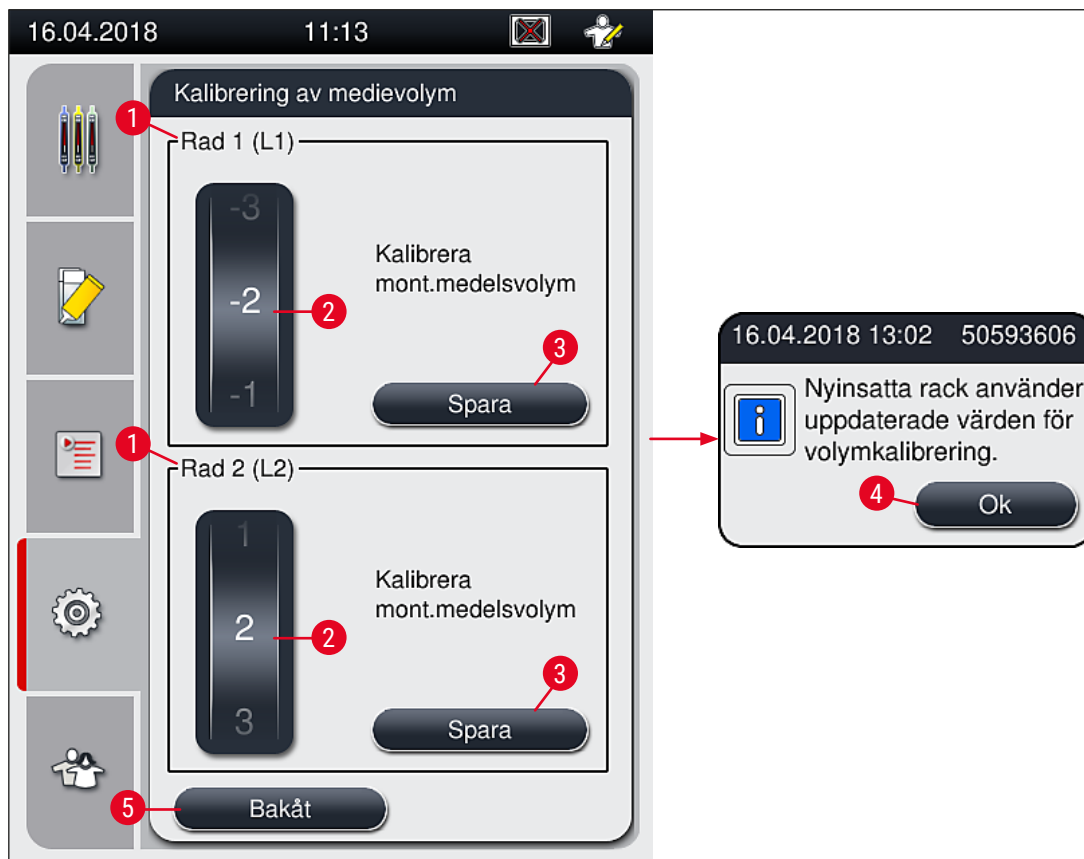 16.04.2018 11:13
Kalibrering av medievolym
1
Rad 1 (L1)
-3
-2
-1
2
Kalibrera
mont.medelsvolym
3
Spara
1
Rad 2 (L2)
1
2
3
2
Kalibrera
mont.medelsvolym
3
Spara
5
Bakåt
16.04.2018 13:02 50593606
i
Nyinsatta rack använder
uppdaterade värden för
volymkalibrering.
4
Ok